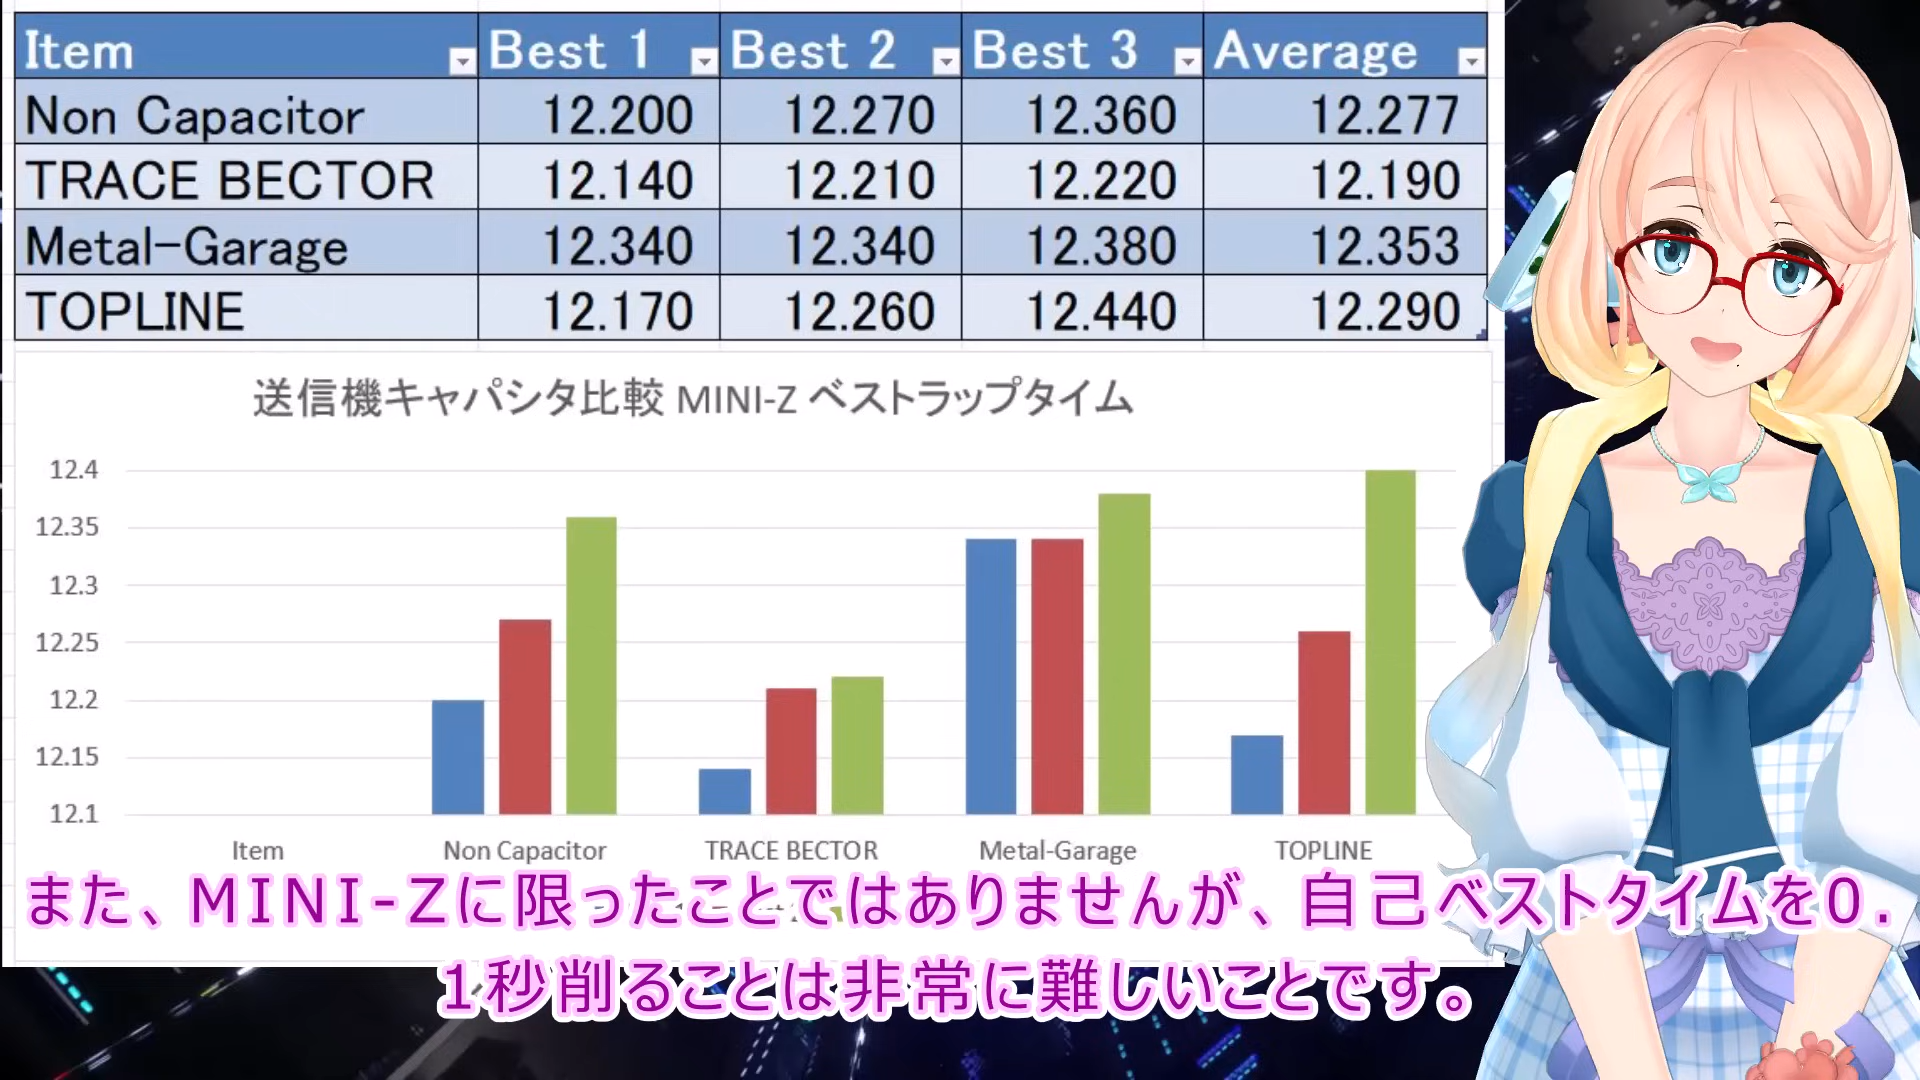 Item Best 1 Best 2 Best 3 Average
Non Capacitor 12.200 12.270 12.360 12.277
TRACE BECTOR 12.140 12.210 12.220 12.190
Metal-Garage 12.340 12.340 12.380 12.353
TOPLINE 12.170 12.260 12.440 12.290
送信機キャパシタ比較 MINI-Z ベストラップタイム
12.4
12.35
12.3
12.25
12.2
12.15
12.1
Item Non Capacitor TRACE BECTOR Metal-Garage TOPLINE
また、MINI-Zに限ったことではありませんが、自己ベストタイムを0.
1秒削ることは非常に難しいことです。